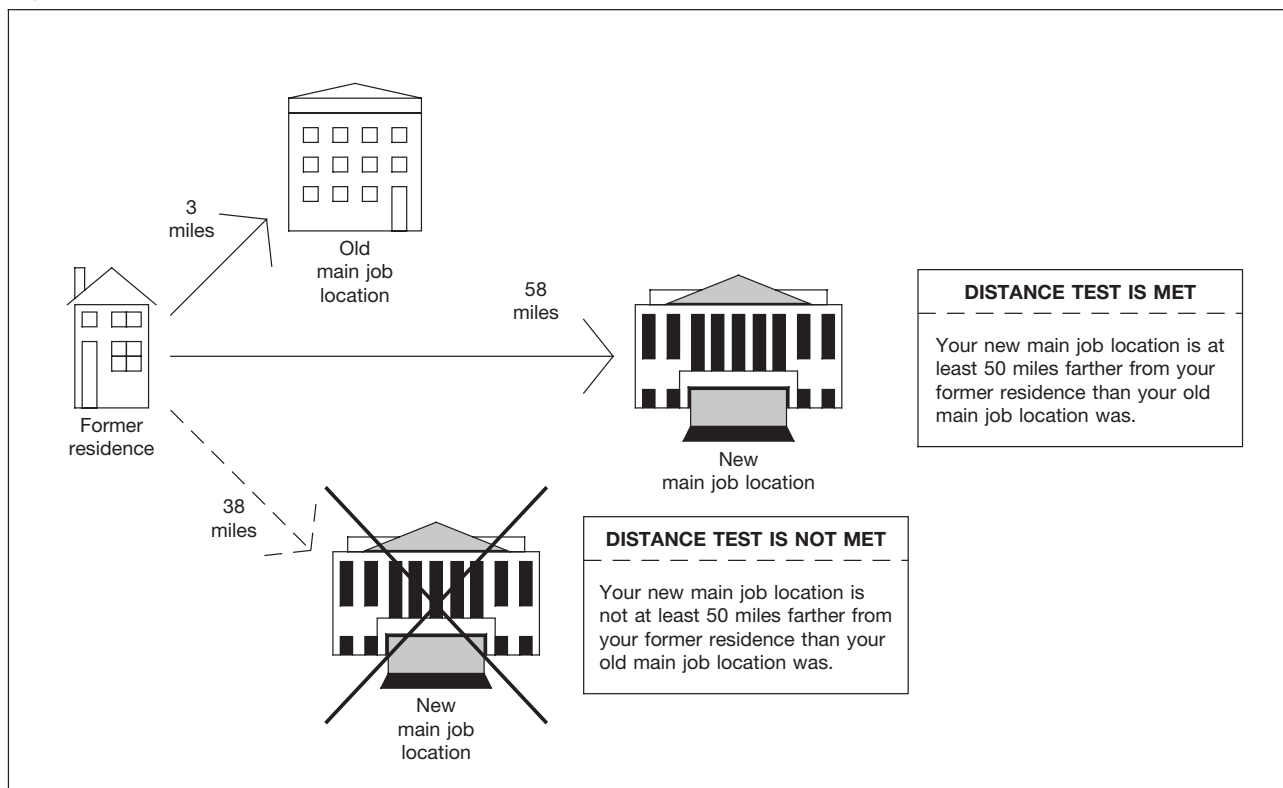 3
miles
Old
main job
location
58
miles
DISTANCE TEST IS MET
Your new main job location is at
least 50 miles farther from your
former residence than your old
main job location was.
Former
residence
New
main job location
38
miles
DISTANCE TEST IS NOT MET
Your new main job location is
not at least 50 miles farther from
your former residence than your
old main job location was.
New
main job
location